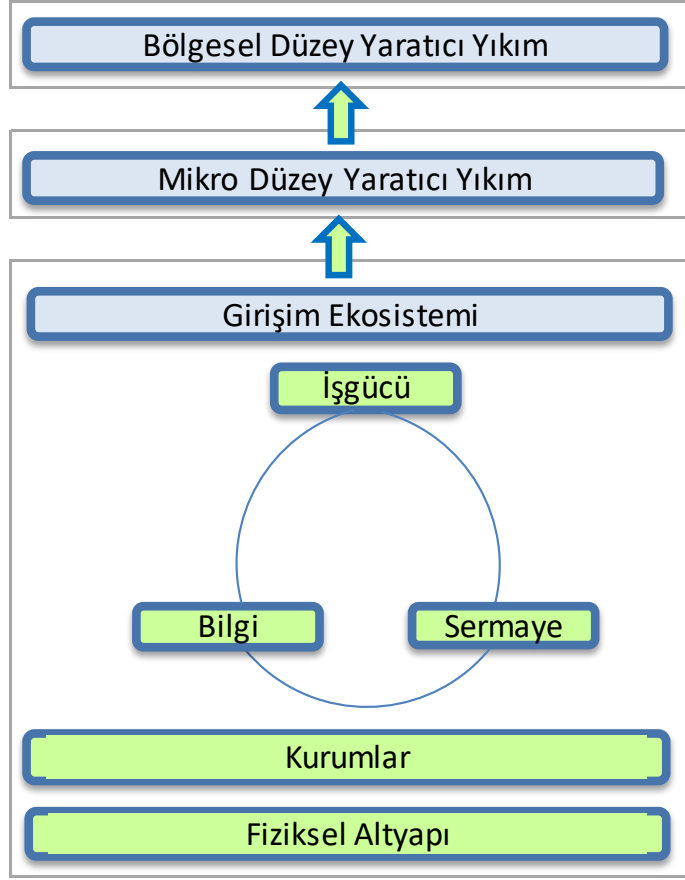 Bölgesel Düzey Yaratıcı Yıkım
Mikro Düzey Yaratıcı Yıkım
Girişim Ekosistemi
İşgücü
Bilgi
Sermaye
Kurumlar
Fiziksel Altyapı